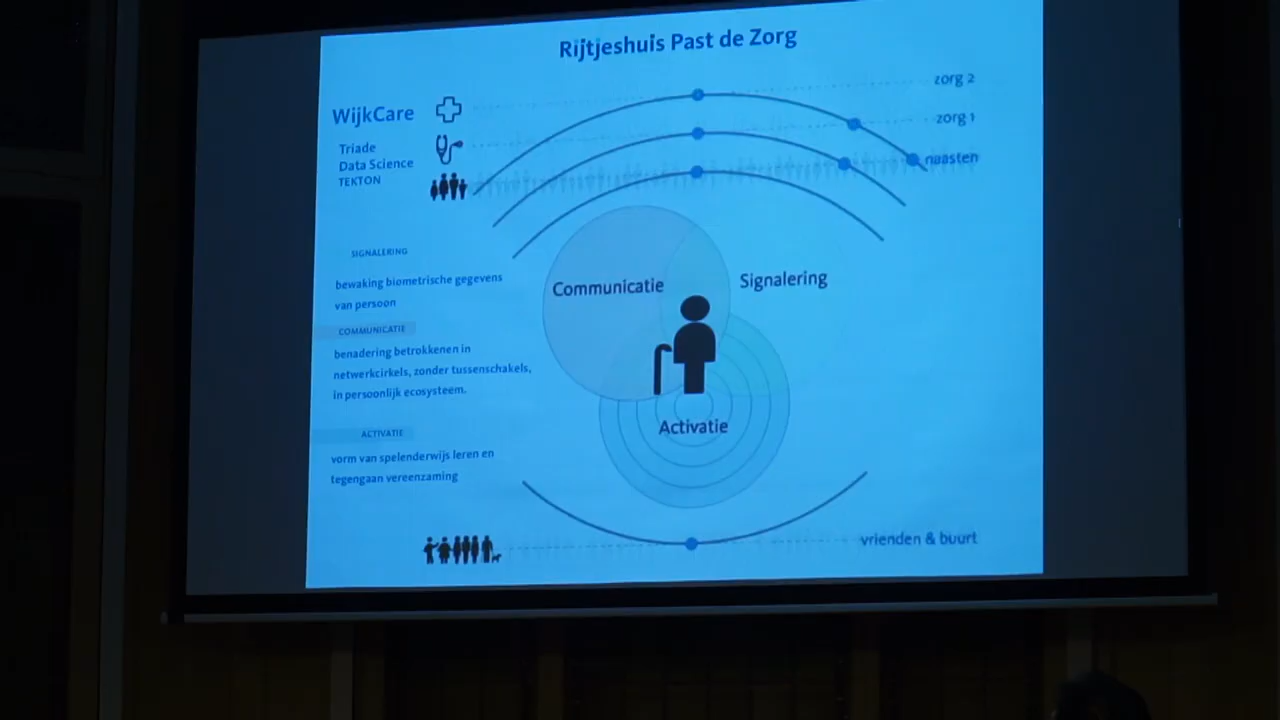 Rijtjeshuis Past de Zorg
WijkCare
Triade
Data Science
TEKTON
zorg 2
zorg 1
naasten
SIGNALERING
bewaking biometrische gegevens
van persoon
COMMUNICATIE
benadering betrokkenen in
netwerkcirkels, zonder tussenschakels,
in persoonlijk ecosysteem.
ACTIVATIE
vorm van spelenderwijs leren en
tegengaan vereenzaming
Communicatie
Signalering
Activatie
vrienden & buurt